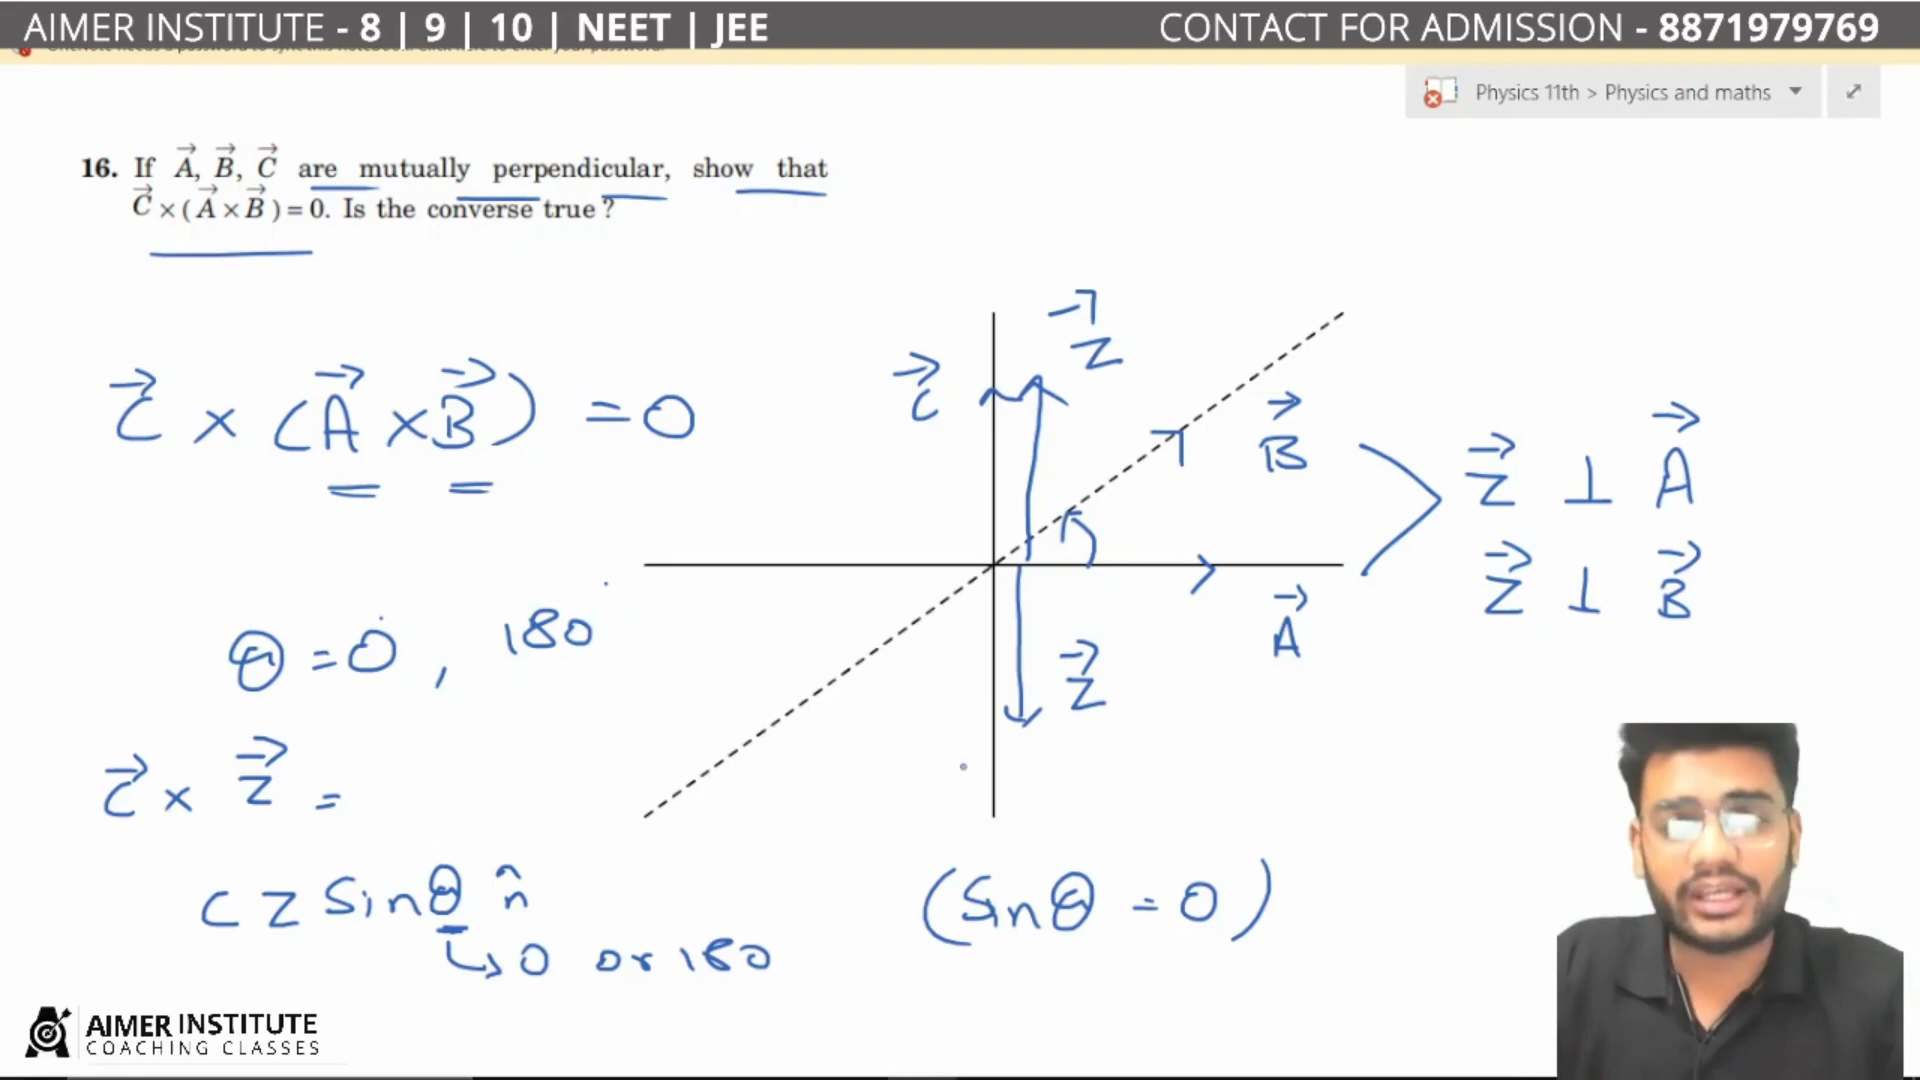 AIMER INSTITUTE - 8 | 9 | 10 | NEET | JEE
CONTACT FOR ADMISSION - 8871979769
Physics 11th > Physics and maths
16. If A⃗, B⃗, C⃗ are mutually perpendicular, show that
C⃗ × (A⃗ × B⃗) = 0. Is the converse true ?
C⃗ × (A⃗ × B⃗) = 0
θ = 0, 180
C⃗ × Z⃗ =
C Z Sinθ n̂
↳ 0 or 180
C⃗
Z⃗
B⃗
A⃗
Z⃗
Z⃗ ⊥ A⃗
Z⃗ ⊥ B⃗
(Sinθ = 0)
AIMER INSTITUTE
COACHING CLASSES